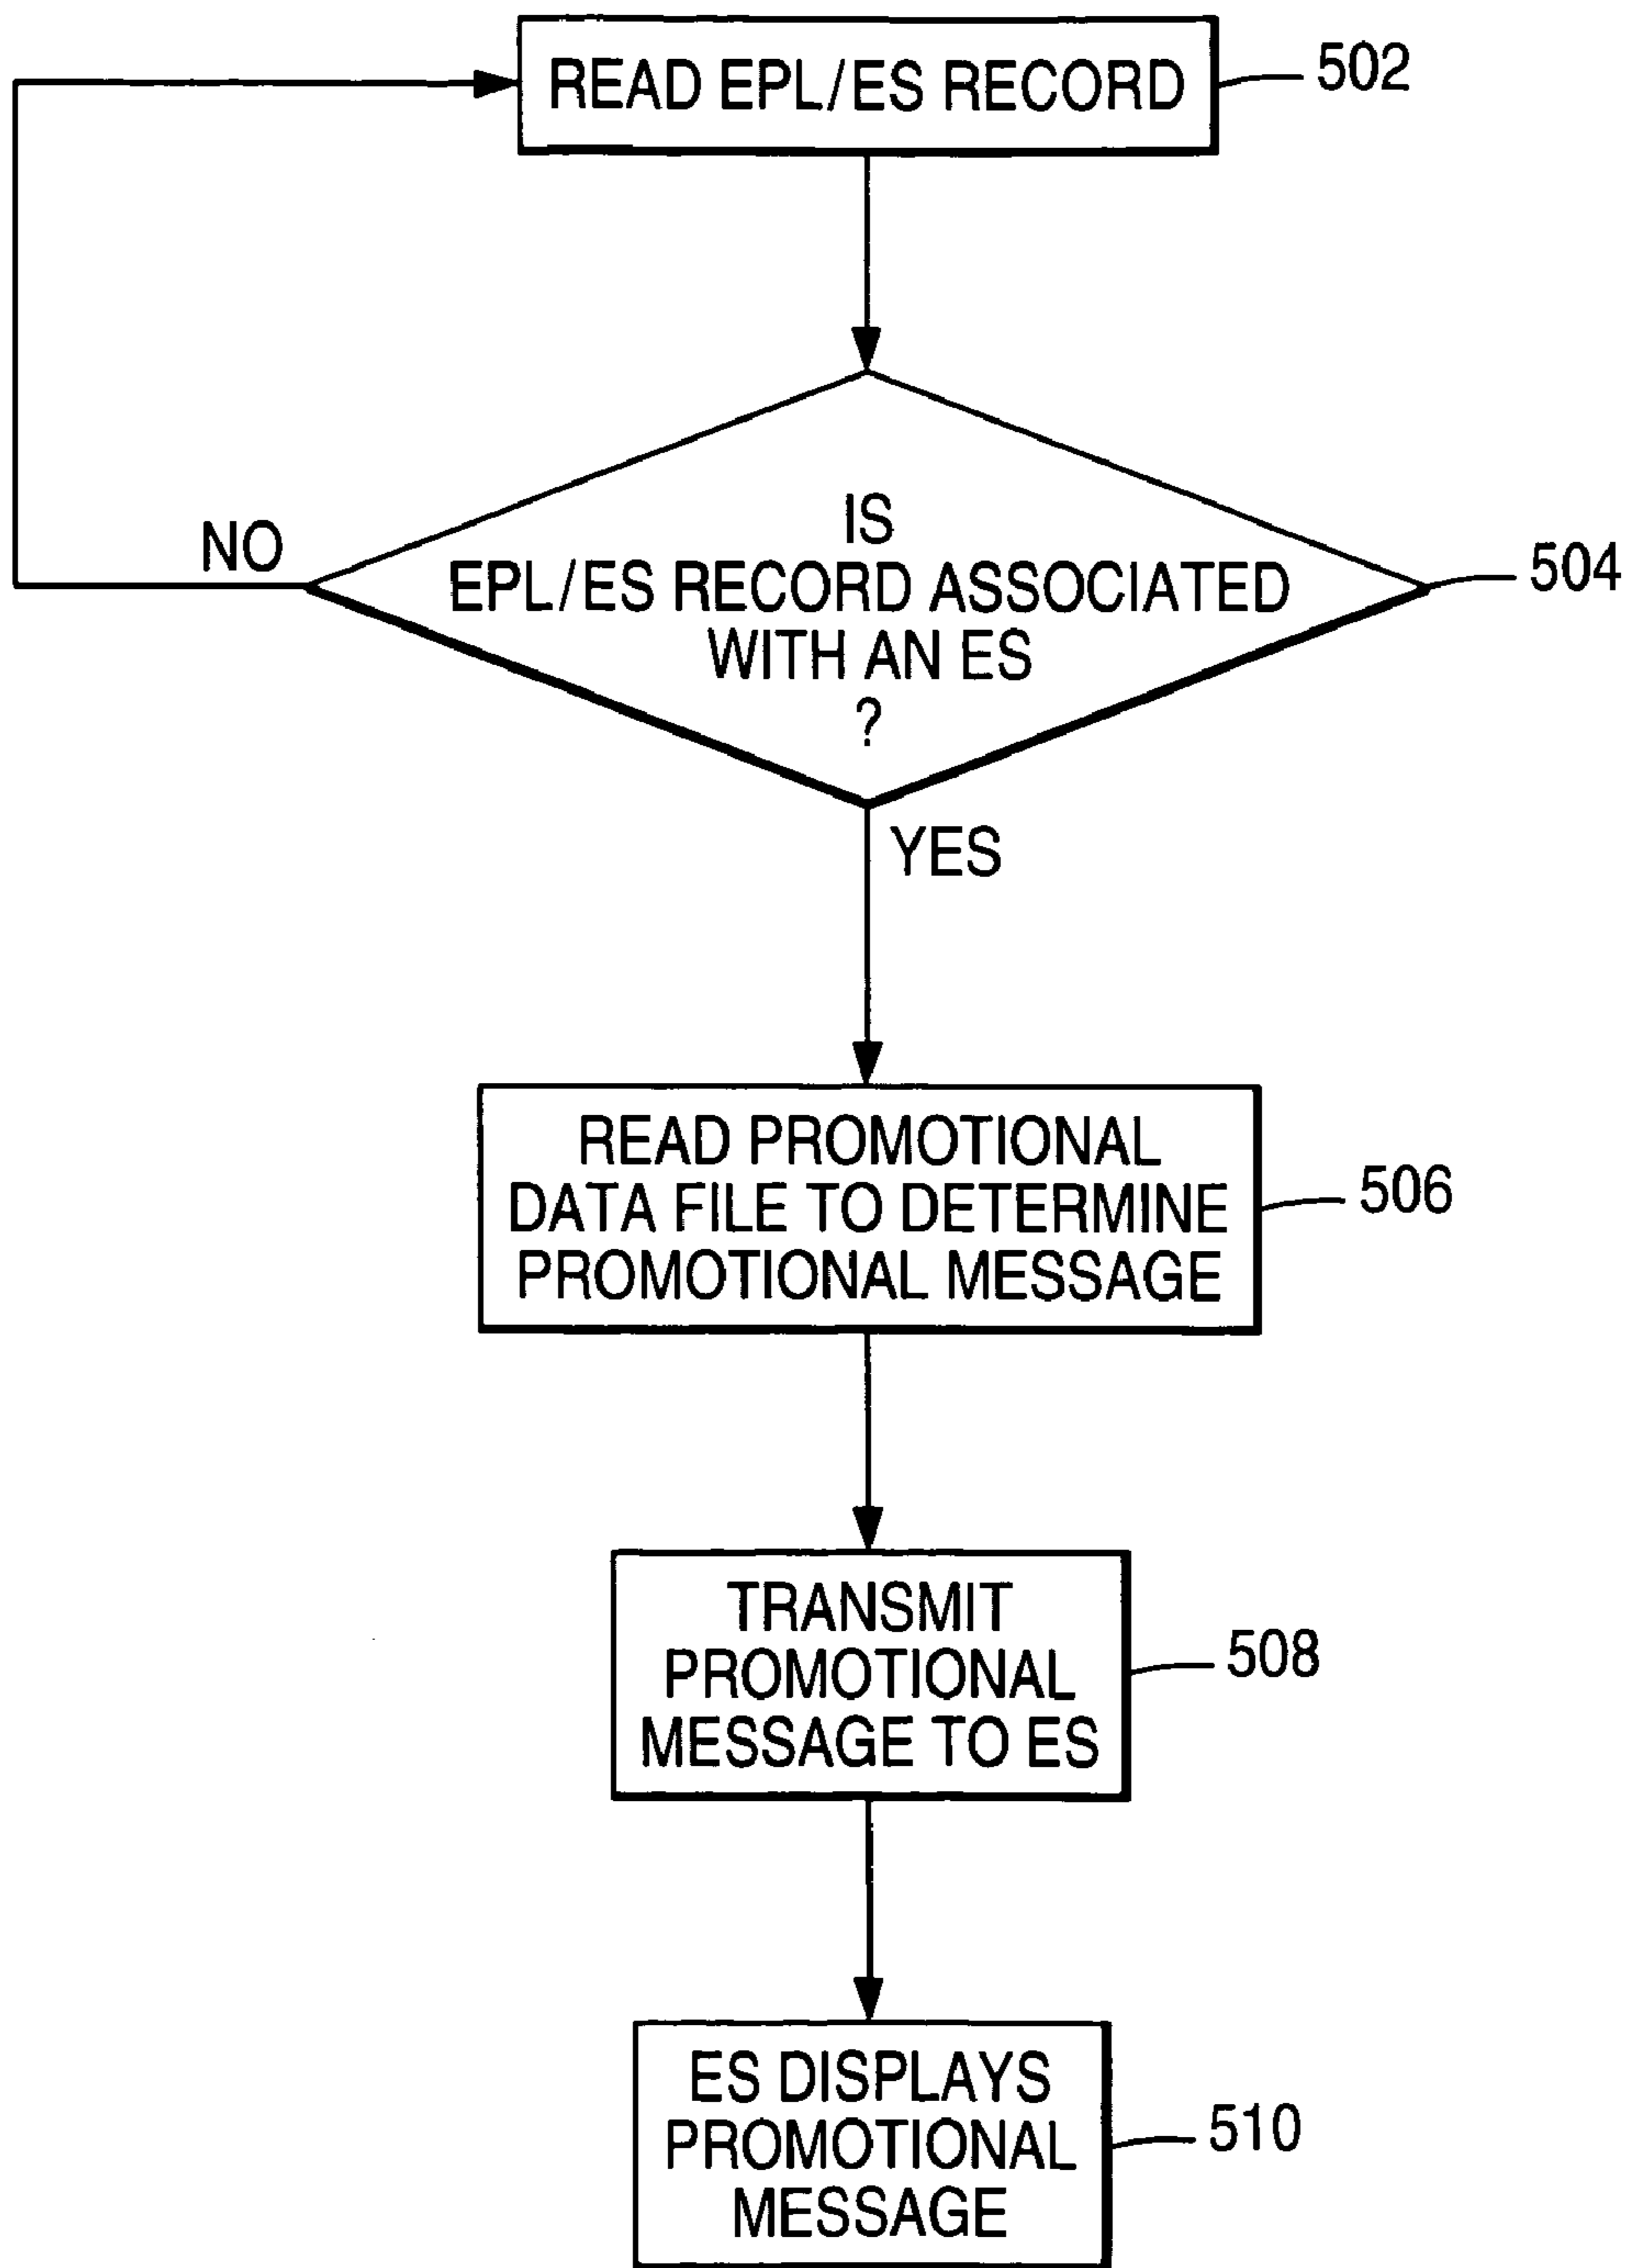 READ EPL/ES RECORD
502
IS
EPL/ES RECORD ASSOCIATED
WITH AN ES
?
504
NO
YES
READ PROMOTIONAL
DATA FILE TO DETERMINE
PROMOTIONAL MESSAGE
506
TRANSMIT
PROMOTIONAL
MESSAGE TO ES
508
ES DISPLAYS
PROMOTIONAL
MESSAGE
510